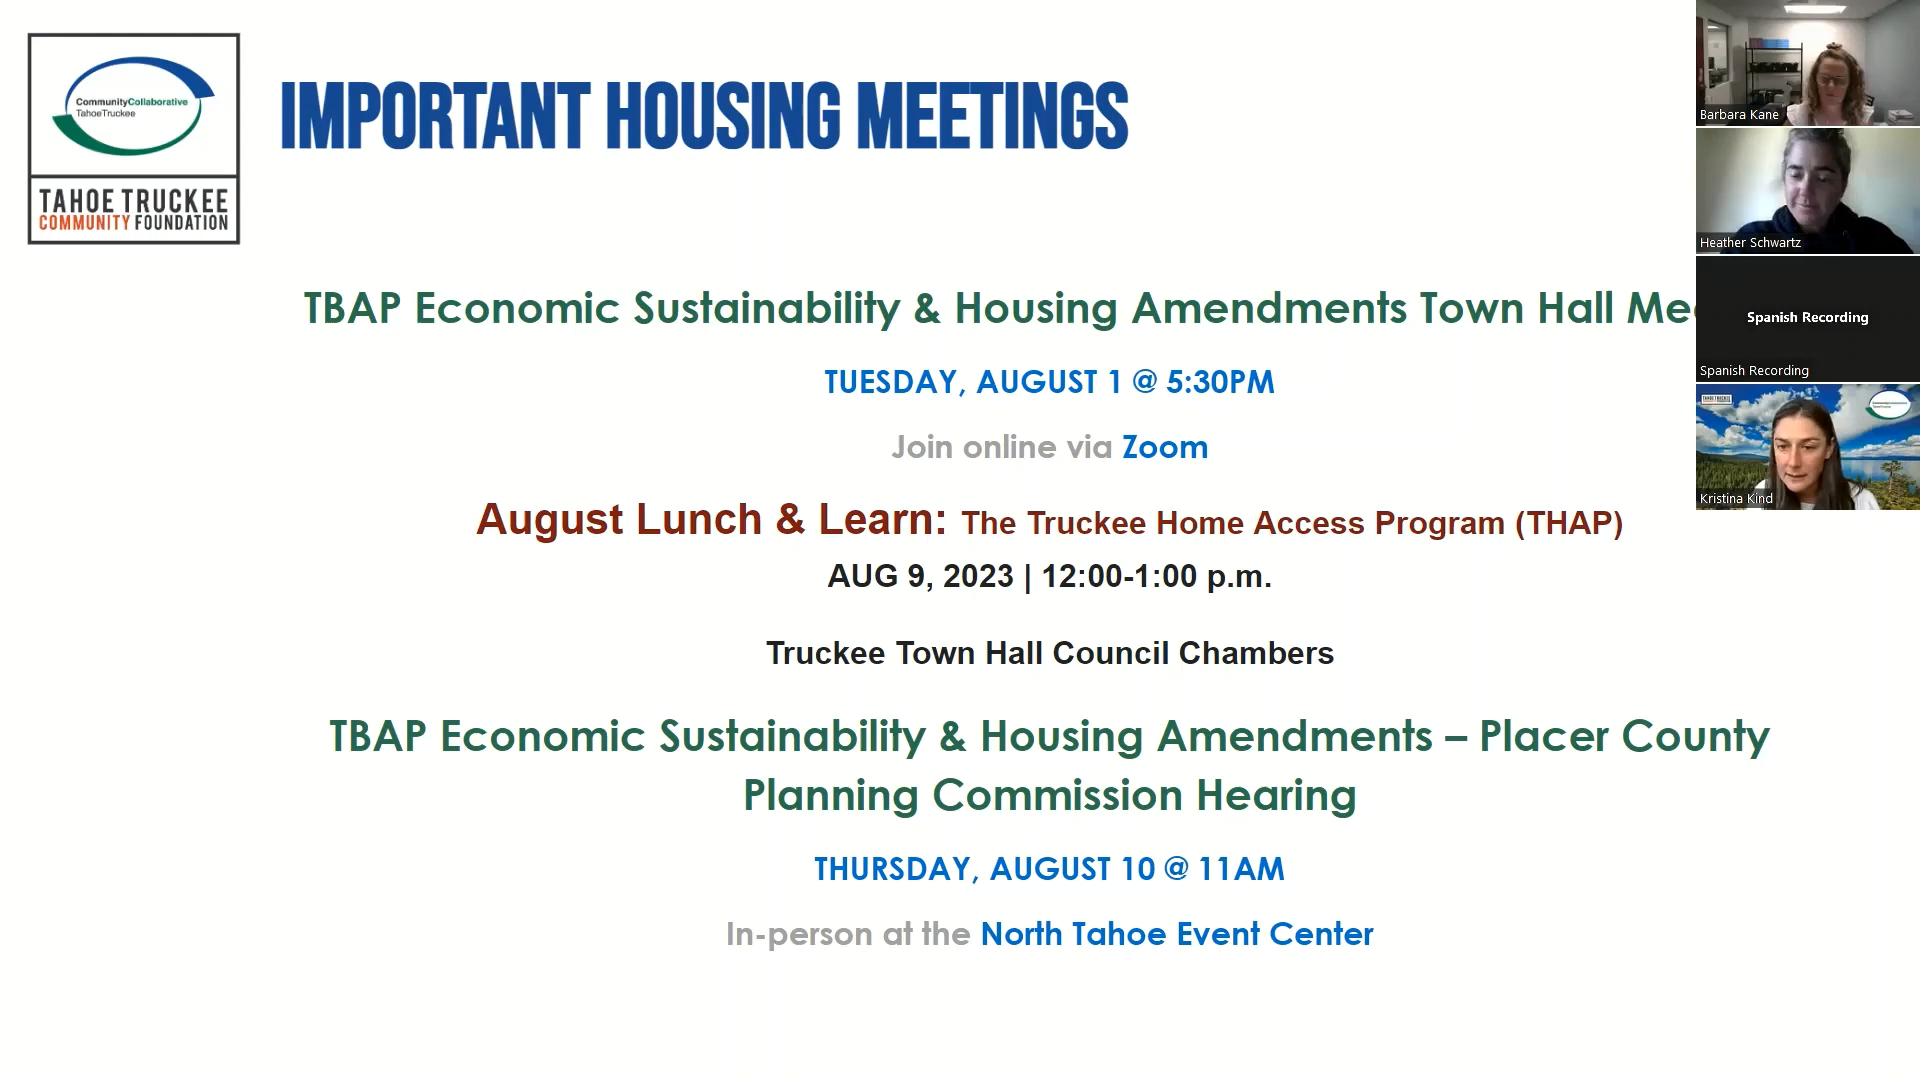 CommunityCollaborative
TahoeTruckee
TAHOE TRUCKEE
COMMUNITY FOUNDATION
IMPORTANT HOUSING MEETINGS
TBAP Economic Sustainability & Housing Amendments Town Hall Me
TUESDAY, AUGUST 1 @ 5:30PM
Join online via Zoom
August Lunch & Learn: The Truckee Home Access Program (THAP)
AUG 9, 2023 | 12:00-1:00 p.m.
Truckee Town Hall Council Chambers
TBAP Economic Sustainability & Housing Amendments – Placer County
Planning Commission Hearing
THURSDAY, AUGUST 10 @ 11AM
In-person at the North Tahoe Event Center
Barbara Kane
Heather Schwartz
Spanish Recording
Spanish Recording
Kristina Kind